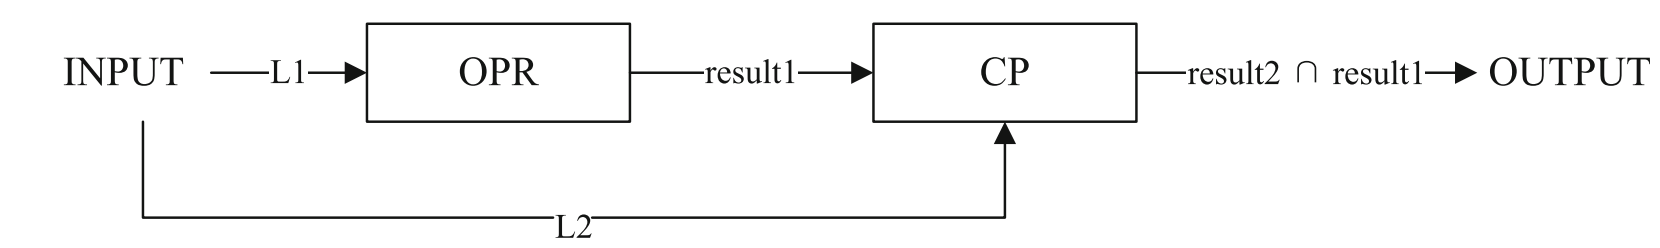 INPUT L1 OPR result1 CP result2 ∩ result1 OUTPUT
L2